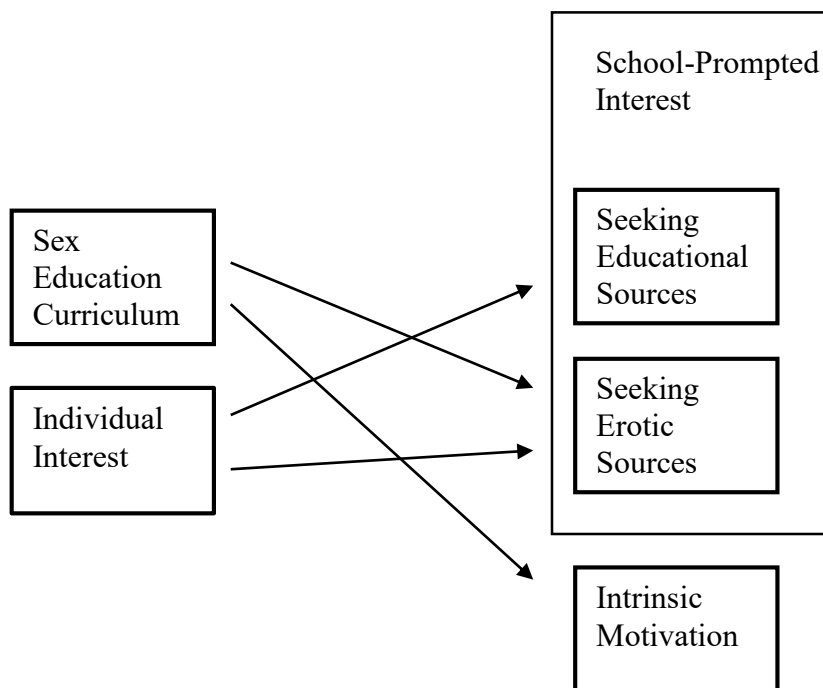 School-Prompted
Interest
Sex
Education
Curriculum
Individual
Interest
Seeking
Educational
Sources
Seeking
Erotic
Sources
Intrinsic
Motivation